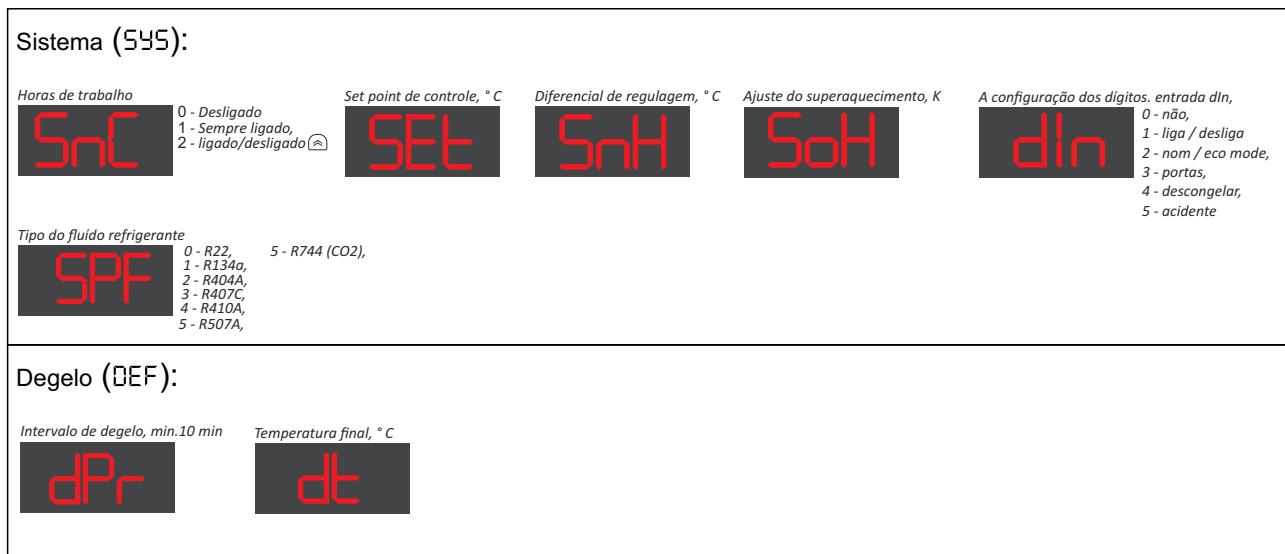 Sistema (SYS):
Horas de trabalho
SnC
0 - Desligado
1 - Sempre ligado,
2 - ligado/desligado
Set point de controle, ° C
SEt
Diferencial de regulagem, ° C
SnH
Ajuste do superaquecimento, K
SoH
A configuração dos dígitos. entrada dIn,
dIn
0 - não,
1 - liga / desliga
2 - nom / eco mode,
3 - portas,
4 - descongelar,
5 - acidente
Tipo do fluído refrigerante
SPF
0 - R22,
1 - R134a,
2 - R404A,
3 - R407C,
4 - R410A,
5 - R507A,
5 - R744 (CO2),
Degelo (DEF):
Intervalo de degelo, min.10 min
dPr
Temperatura final, ° C
dt